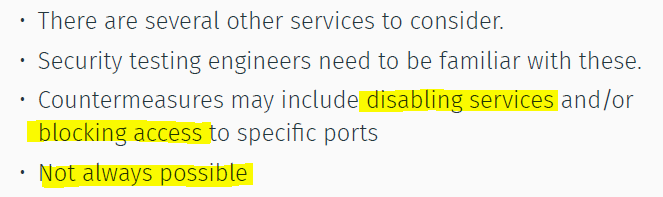 • There are several other services to consider.
• Security testing engineers need to be familiar with these.
• Countermeasures may include disabling services and/or
blocking access to specific ports
• Not always possible